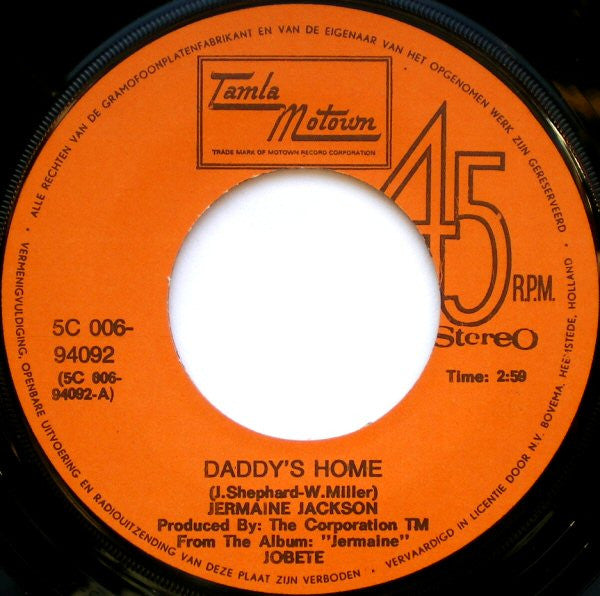 ALLE RECHTEN VAN DE GRAMOFOONPLATENFABRIKANT EN VAN DE EIGENAAR VAN HET OPGENOMEN WERK ZIJN GERESERVEERD
Tamla
Motown
TRADE MARK OF MOTOWN RECORD CORPORATION
45
R.P.M.
Stereo
5C 006-
94092
(5C 006-
94092-A)
Time: 2:59
DADDY'S HOME
(J.Shephard-W.Miller)
JERMAINE JACKSON
Produced By: The Corporation TM
From The Album: "Jermaine"
JOBETE
VERMENIGVULDIGING, OPENBARE UITVOERING EN RADIOUITZENDING VAN DEZE PLAAT ZIJN VERBODEN
VERVAARDIGD IN LICENTIE DOOR N.V. BOVEMA, HEEMSTEDE, HOLLAND